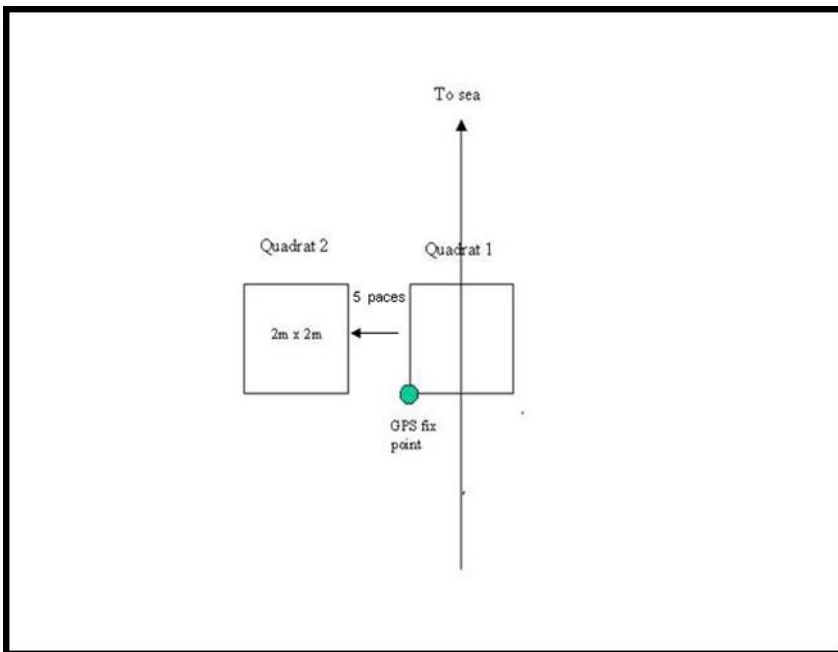 To sea
Quadrat 2
Quadrat 1
5 paces
2m x 2m
GPS fix
point